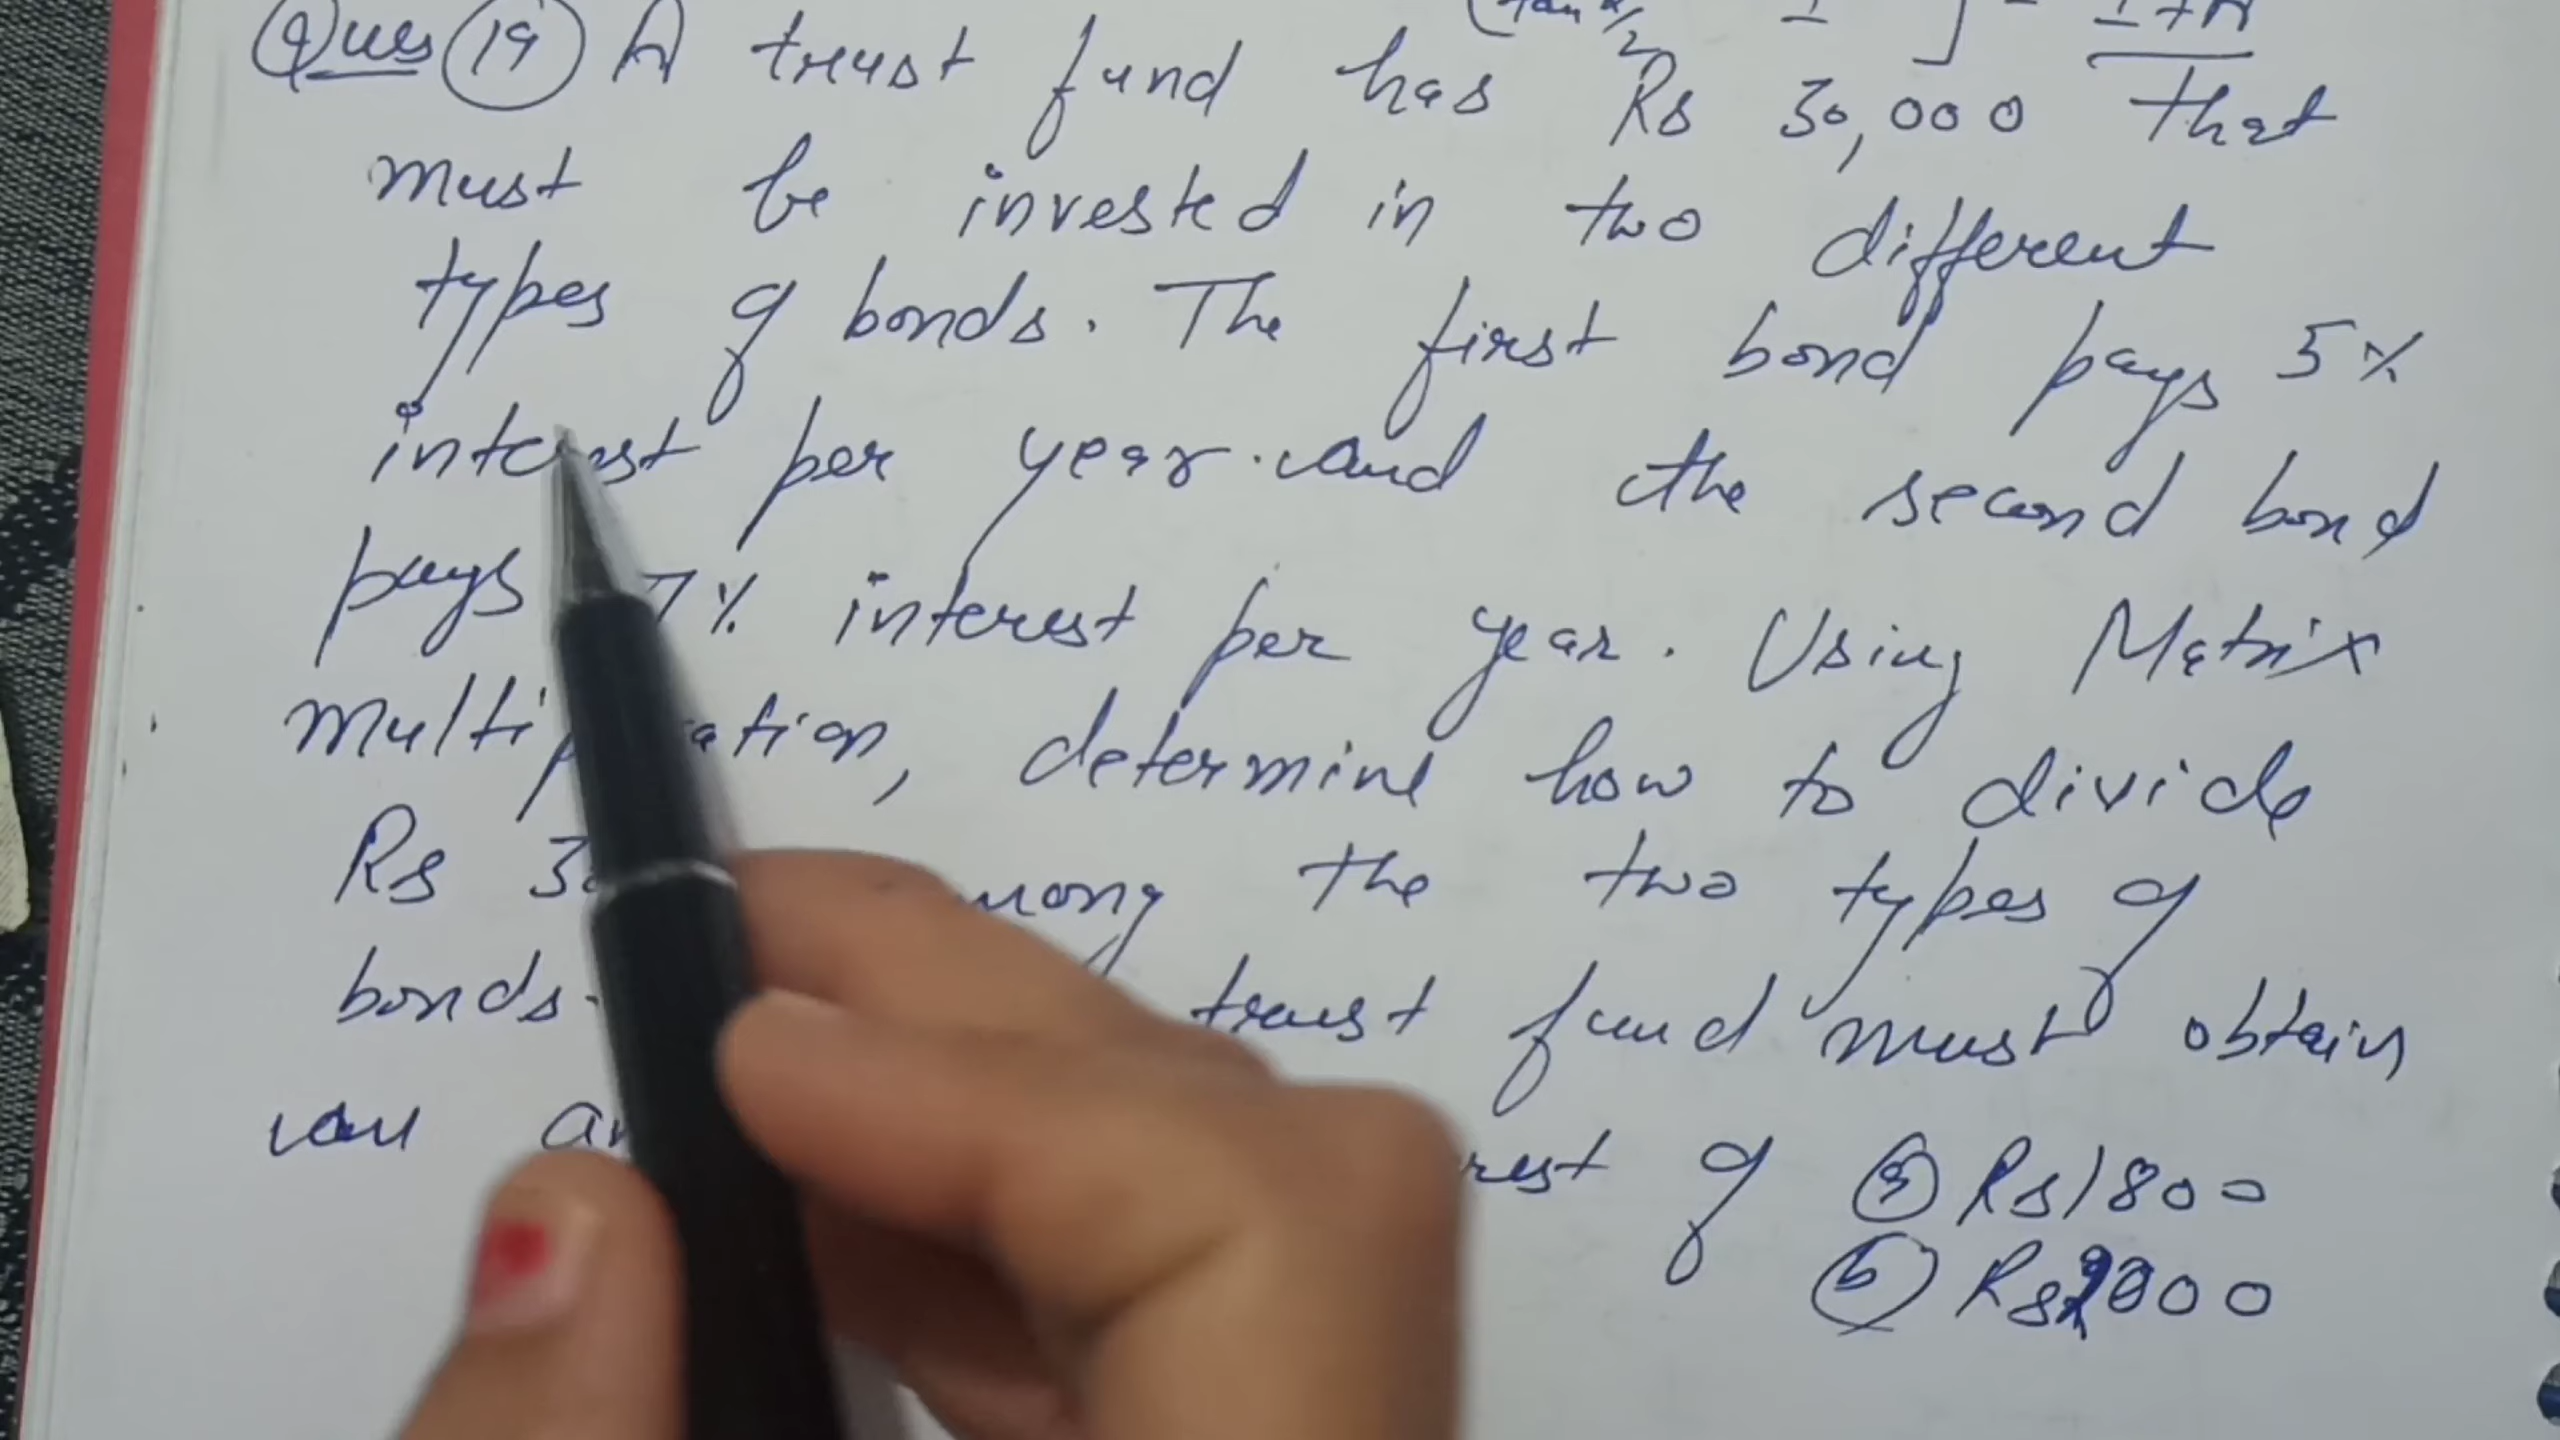 [tan α/2 I] = I+A
Ques 19 A trust fund has Rs 30,000 that
must be invested in two different
types of bonds. The first bond pays 5%
interest per year. and the second bond
pays 7% interest per year. Using Matrix
determine how to divide
Rs the two types of
bonds. trust fund must obtain
an of (a) Rs 1800
(b) Rs 2000